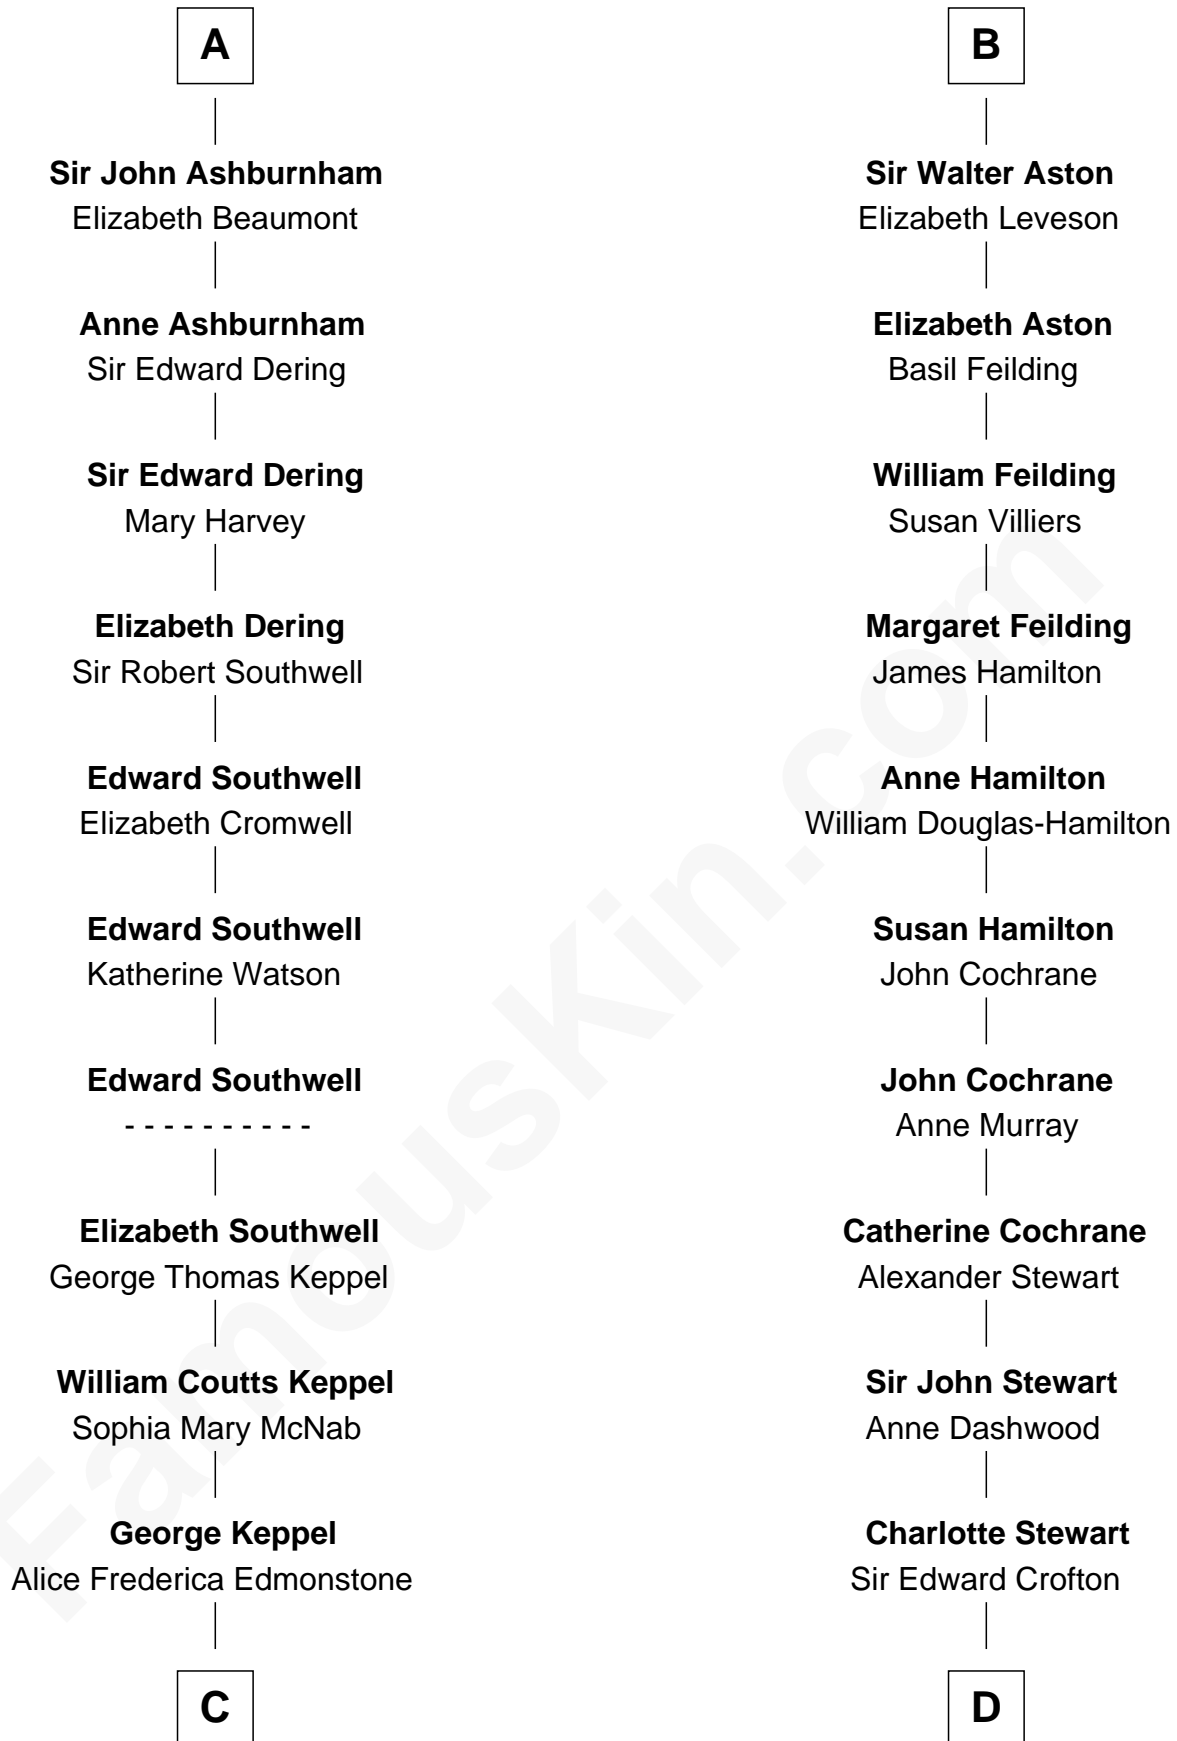 A
Sir John Ashburnham
Elizabeth Beaumont
Anne Ashburnham
Sir Edward Dering
Sir Edward Dering
Mary Harvey
Elizabeth Dering
Sir Robert Southwell
Edward Southwell
Elizabeth Cromwell
Edward Southwell
Katherine Watson
Edward Southwell
- - - - - - - - - -
Elizabeth Southwell
George Thomas Keppel
William Coutts Keppel
Sophia Mary McNab
George Keppel
Alice Frederica Edmonstone
C
B
Sir Walter Aston
Elizabeth Leveson
Elizabeth Aston
Basil Feilding
William Feilding
Susan Villiers
Margaret Feilding
James Hamilton
Anne Hamilton
William Douglas-Hamilton
Susan Hamilton
John Cochrane
John Cochrane
Anne Murray
Catherine Cochrane
Alexander Stewart
Sir John Stewart
Anne Dashwood
Charlotte Stewart
Sir Edward Crofton
D
FamousKin.com